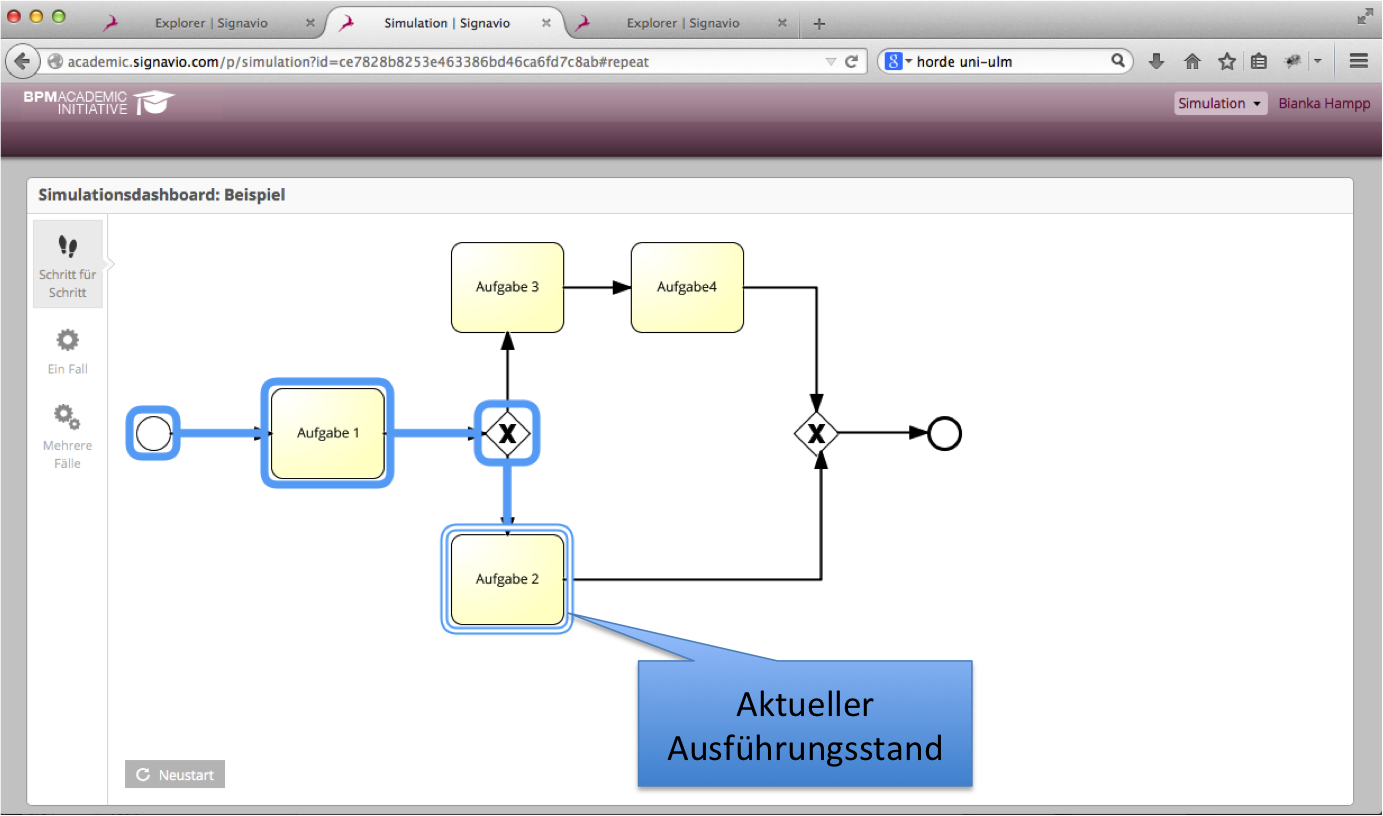 Explorer | Signavio
Simulation | Signavio
Explorer | Signavio
academic.signavio.com/p/simulation?id=ce7828b8253e463386bd46ca6fd7c8ab#repeat
8
horde uni-ulm
BPMACADEMIC
INITIATIVE
Simulation
Bianka Hampp
Simulationsdashboard: Beispiel
Schritt für
Schritt
Ein Fall
Mehrere
Fälle
Aufgabe 3
Aufgabe4
Aufgabe 1
X
X
Aufgabe 2
Aktueller
Ausführungsstand
Neustart